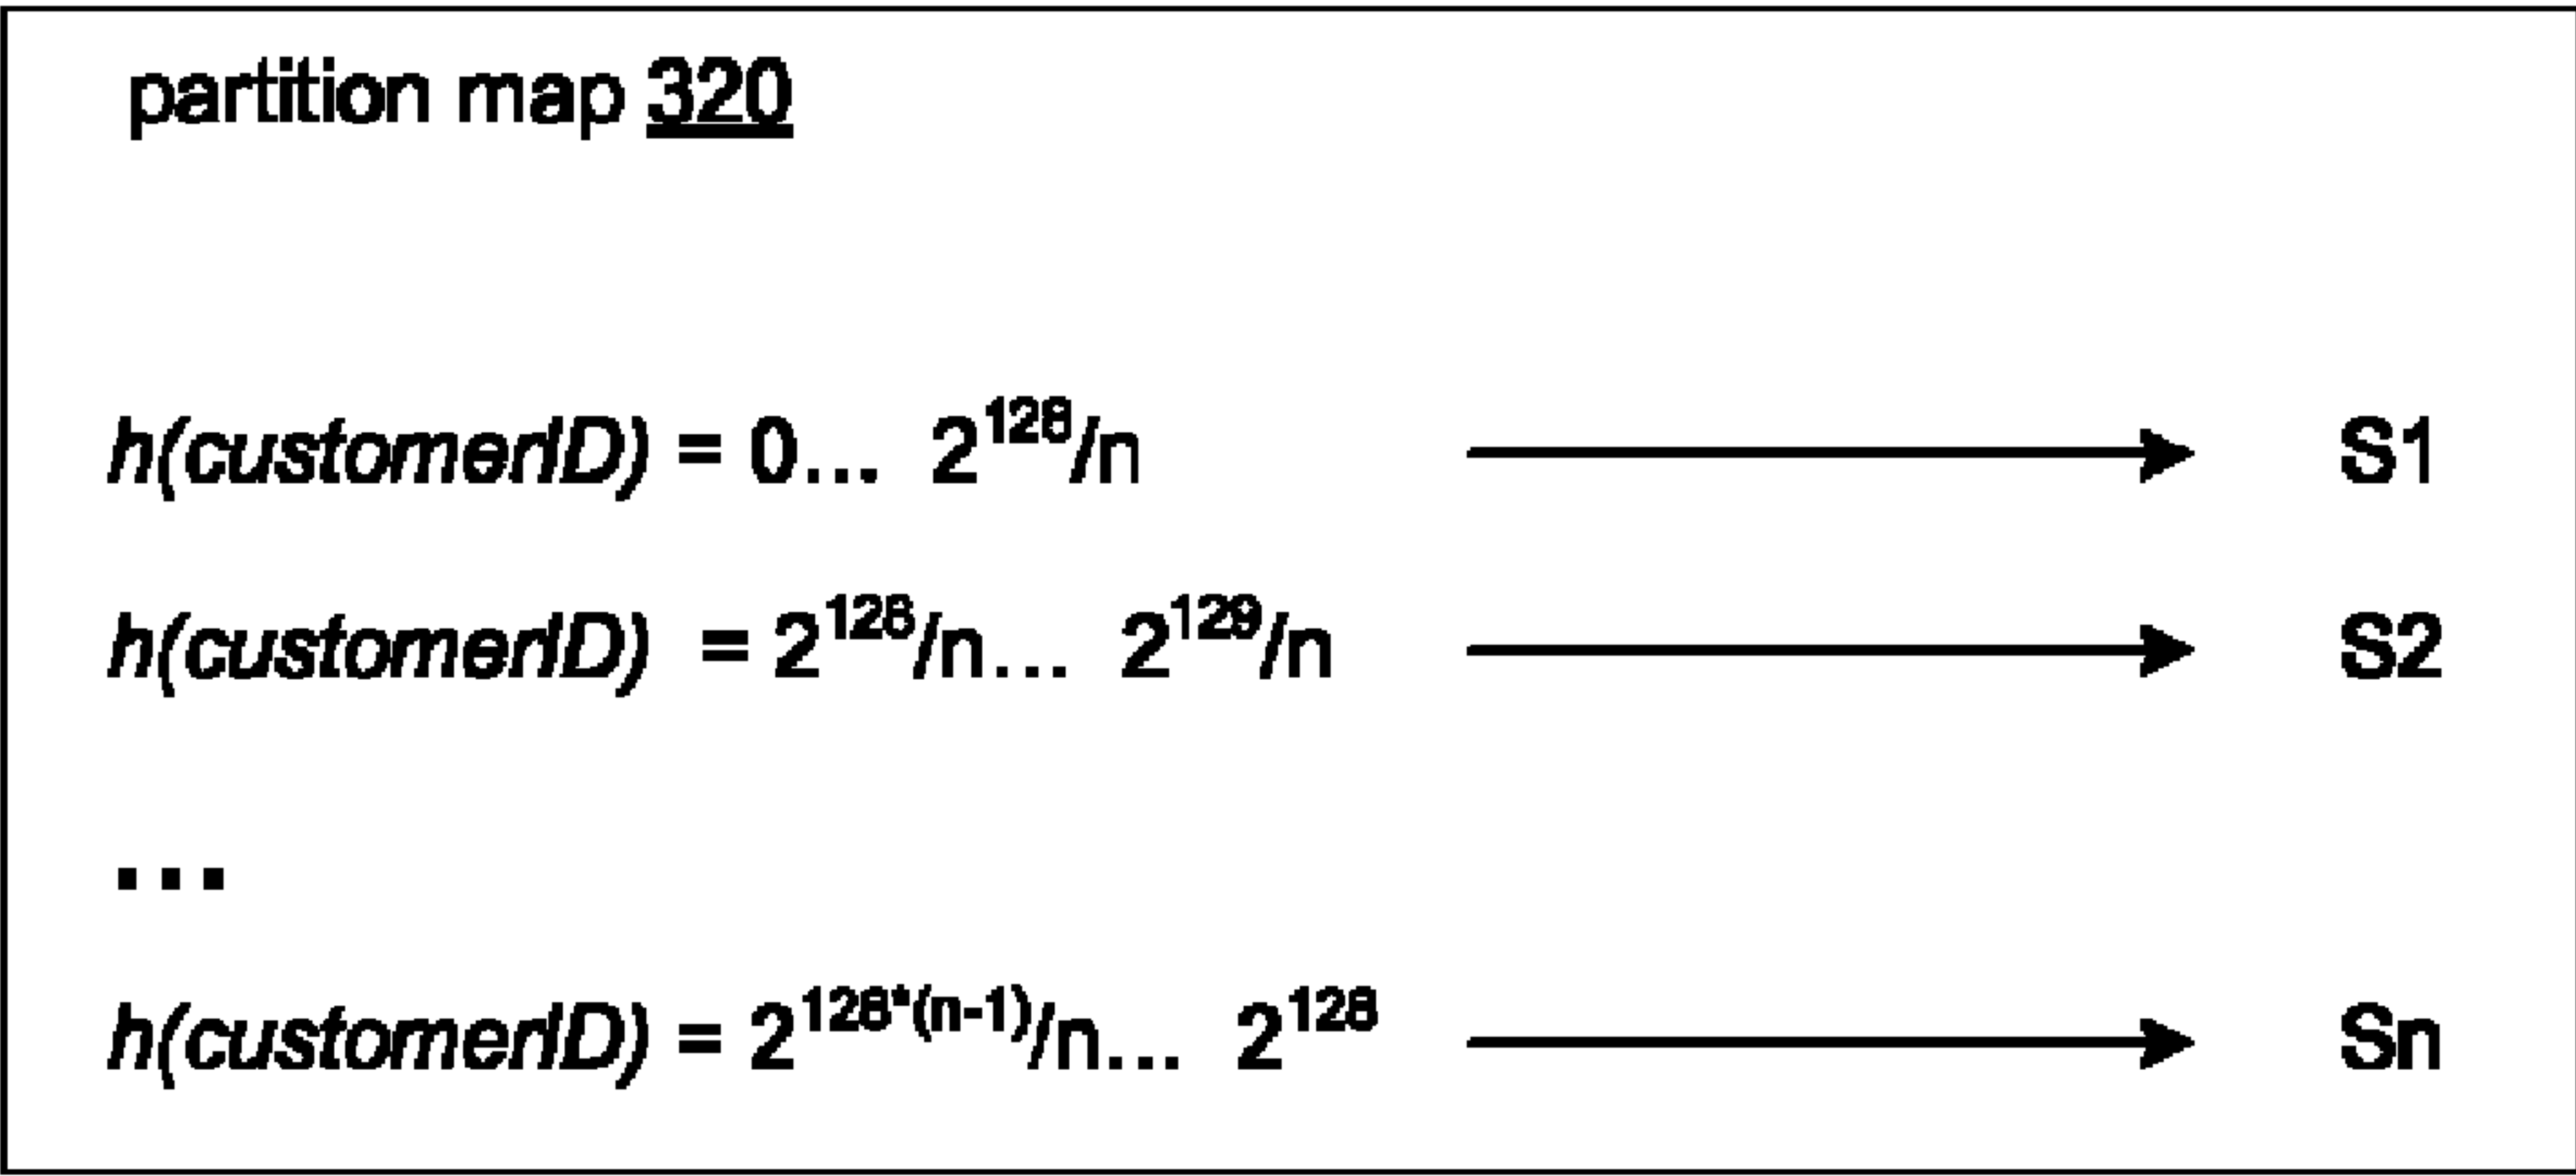 partition map 320
h(customerID) = 0... 2^128/n S1
h(customerID) = 2^128/n... 2^129/n S2
...
h(customerID) = 2^128*(n-1)/n... 2^128 Sn